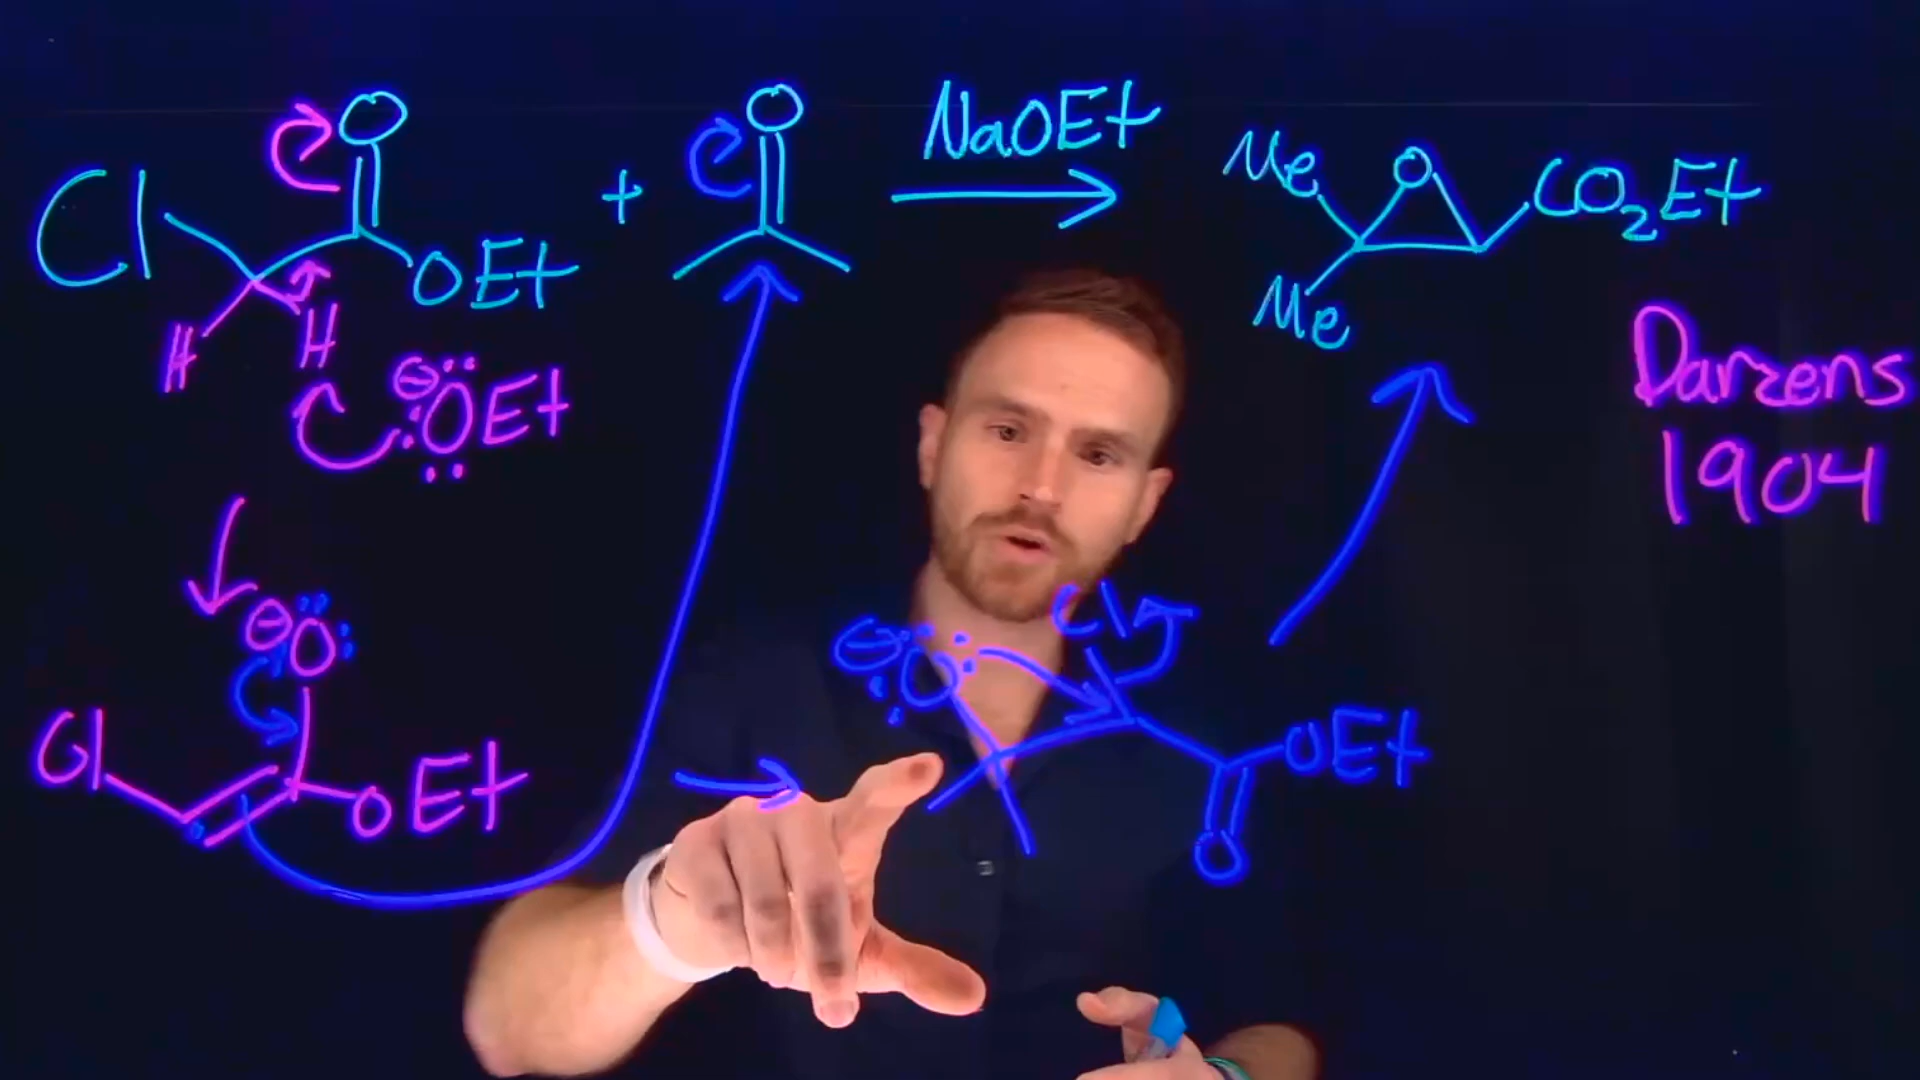 Cl O OEt + O NaOEt Me O CO₂Et
H H Me
⊖ OEt
Darzens
1904
⊖ O
Cl OEt
⊖ O Cl
OEt
O